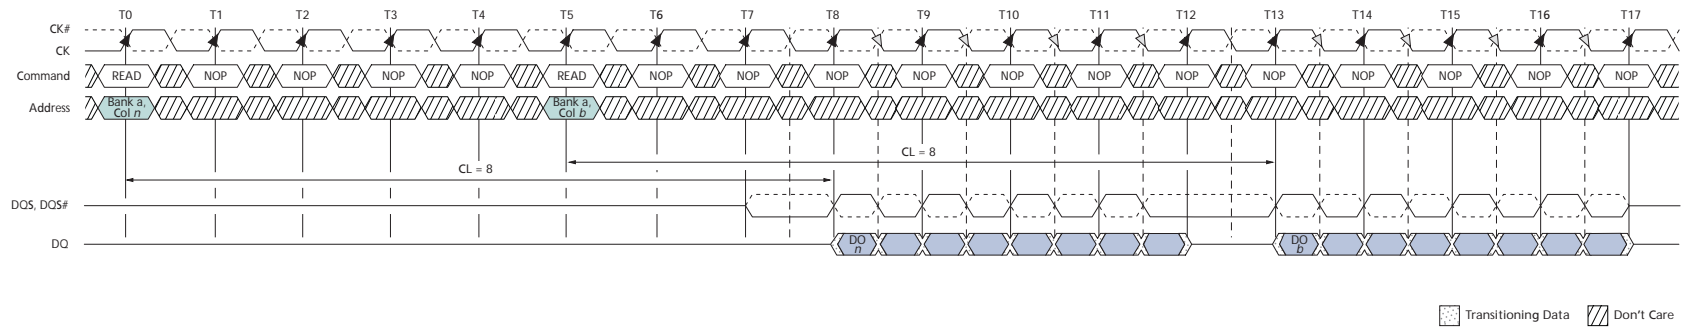 T0 T1 T2 T3 T4 T5 T6 T7 T8 T9 T10 T11 T12 T13 T14 T15 T16 T17
CK#
CK
Command READ NOP NOP NOP NOP READ NOP NOP NOP NOP NOP NOP NOP NOP NOP NOP NOP NOP
Address Bank a, Bank a,
Col n Col b
CL = 8
CL = 8
DQS, DQS#
DQ DO DO
n b
Transitioning Data Don't Care